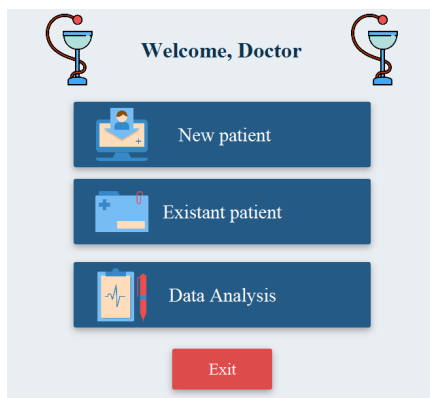 Welcome, Doctor
New patient
Existant patient
Data Analysis
Exit